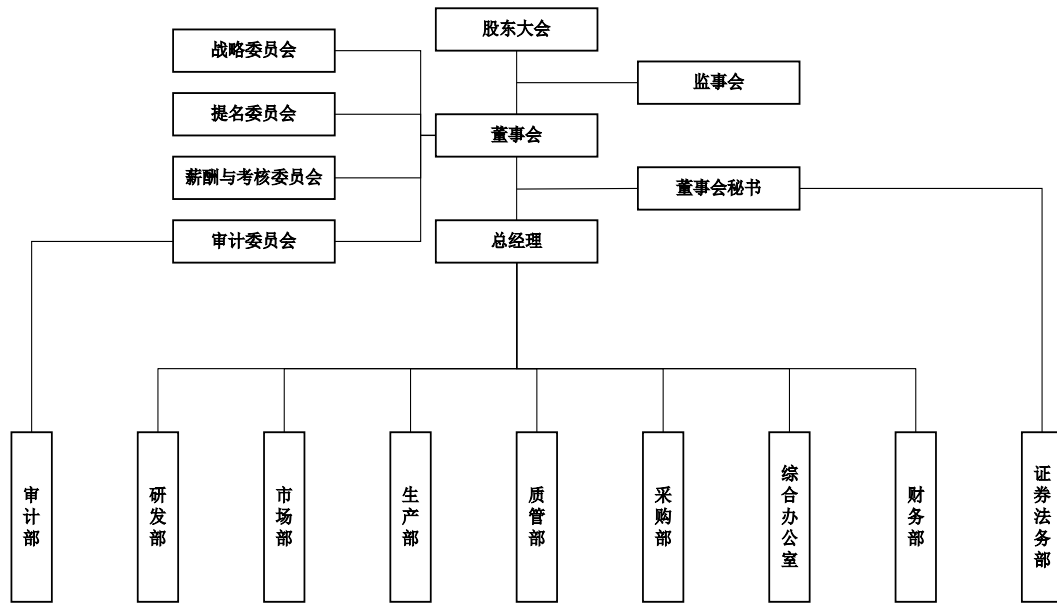 股东大会
战略委员会
监事会
提名委员会
董事会
薪酬与考核委员会
董事会秘书
审计委员会
总经理
审计部
研发部
市场部
生产部
质管部
采购部
综合办公室
财务部
证券法务部